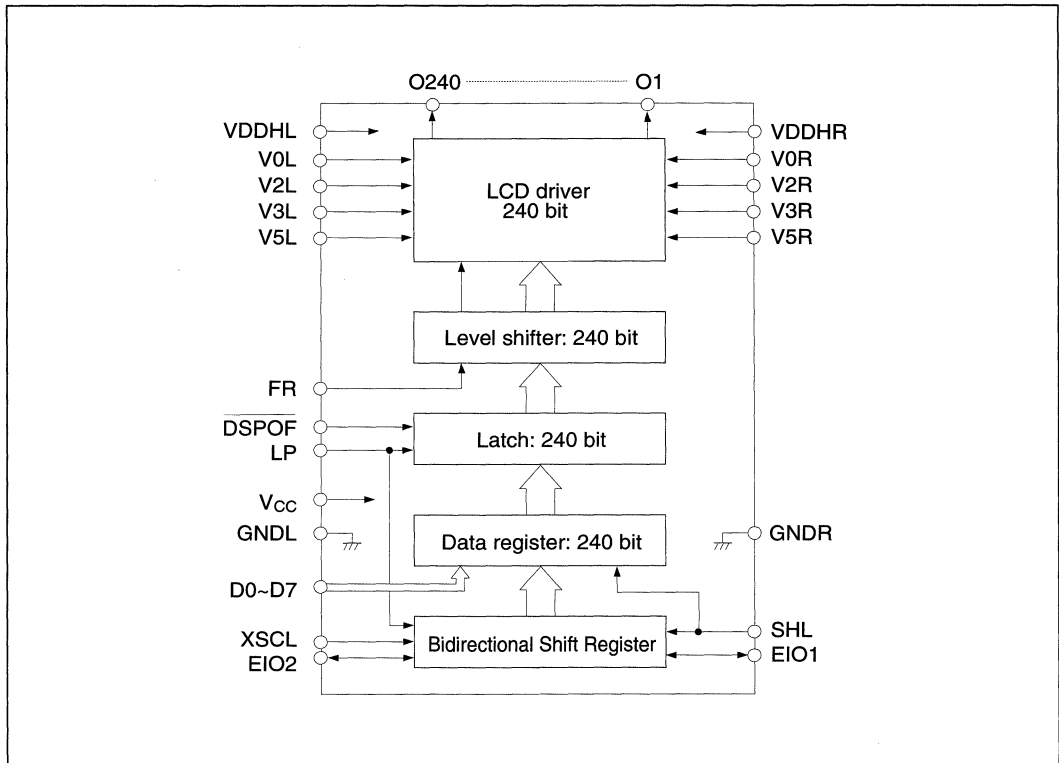 O240 O1
VDDHL VDDHR
V0L V0R
V2L LCD driver V2R
V3L 240 bit V3R
V5L V5R
Level shifter: 240 bit
FR
DSPOF
LP Latch: 240 bit
VCC
GNDL GNDR
Data register: 240 bit
D0~D7
XSCL SHL
EIO2 Bidirectional Shift Register EIO1